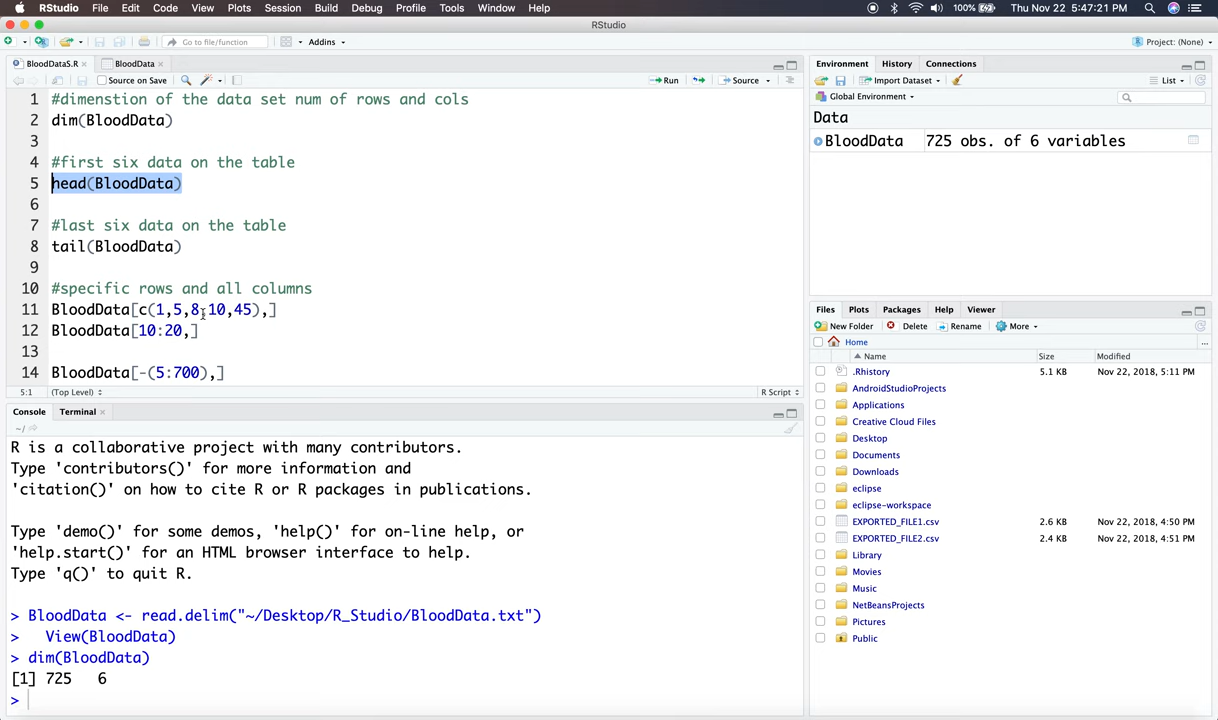 RStudio File Edit Code View Plots Session Build Debug Profile Tools Window Help 100% Thu Nov 22 5:47:21 PM
RStudio
Go to file/function Addins Project: (None)
BloodDataS.R BloodData
Source on Save Run Source
1 #dimenstion of the data set num of rows and cols
2 dim(BloodData)
3
4 #first six data on the table
5 head(BloodData)
6
7 #last six data on the table
8 tail(BloodData)
9
10 #specific rows and all columns
11 BloodData[c(1,5,8:10,45),]
12 BloodData[10:20,]
13
14 BloodData[-(5:700),]
5:1 (Top Level) R Script
Console Terminal
~/
R is a collaborative project with many contributors.
Type 'contributors()' for more information and
'citation()' on how to cite R or R packages in publications.
Type 'demo()' for some demos, 'help()' for on-line help, or
'help.start()' for an HTML browser interface to help.
Type 'q()' to quit R.
> BloodData <- read.delim("~/Desktop/R_Studio/BloodData.txt")
>   View(BloodData)
> dim(BloodData)
[1] 725   6
>
Environment History Connections
Import Dataset List
Global Environment
Data
BloodData 725 obs. of 6 variables
Files Plots Packages Help Viewer
New Folder Delete Rename More
Home ...
Name Size Modified
.Rhistory 5.1 KB Nov 22, 2018, 5:11 PM
AndroidStudioProjects
Applications
Creative Cloud Files
Desktop
Documents
Downloads
eclipse
eclipse-workspace
EXPORTED_FILE1.csv 2.6 KB Nov 22, 2018, 4:50 PM
EXPORTED_FILE2.csv 2.4 KB Nov 22, 2018, 4:51 PM
Library
Movies
Music
NetBeansProjects
Pictures
Public